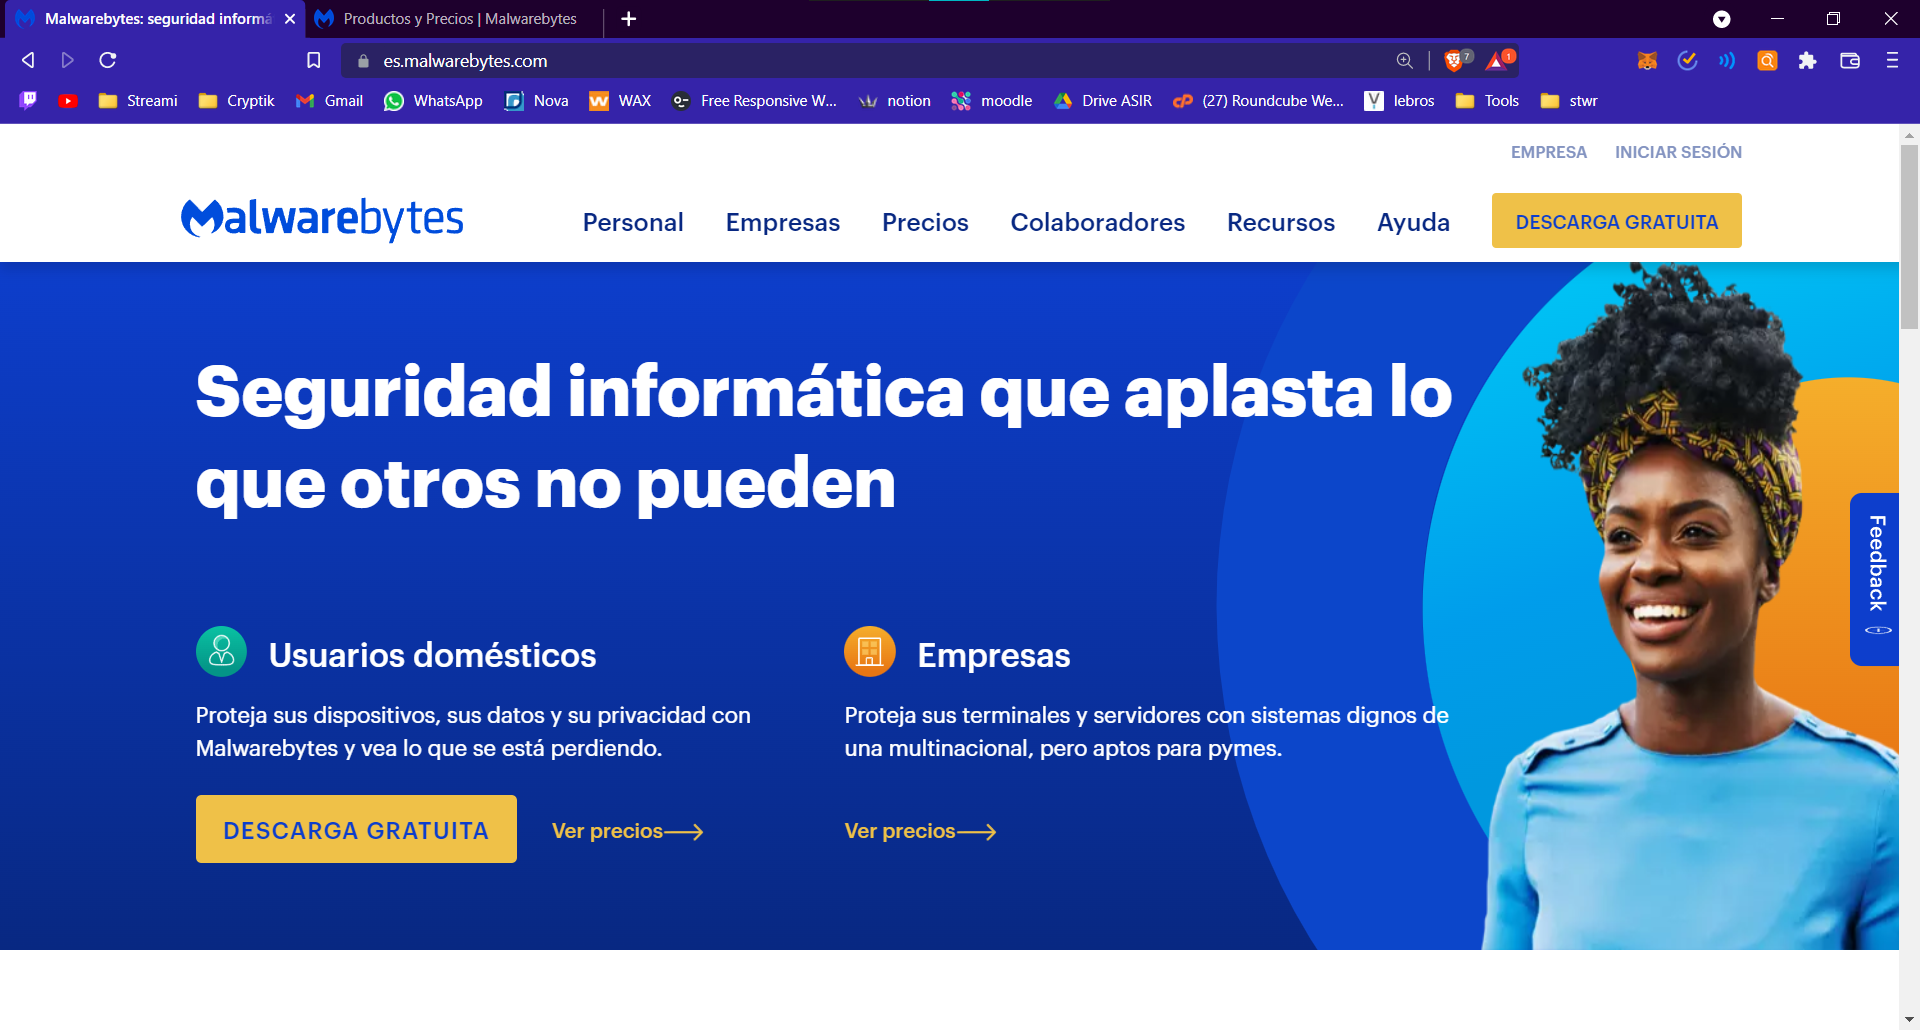 Malwarebytes: seguridad informá
Productos y Precios | Malwarebytes
es.malwarebytes.com
7
1
Streami
Cryptik
Gmail
WhatsApp
Nova
WAX
Free Responsive W...
notion
moodle
Drive ASIR
(27) Roundcube We...
lebros
Tools
stwr
EMPRESA
INICIAR SESIÓN
Malwarebytes
Personal
Empresas
Precios
Colaboradores
Recursos
Ayuda
DESCARGA GRATUITA
Seguridad informática que aplasta lo
que otros no pueden
Feedback
Usuarios domésticos
Proteja sus dispositivos, sus datos y su privacidad con
Malwarebytes y vea lo que se está perdiendo.
DESCARGA GRATUITA
Ver precios
Empresas
Proteja sus terminales y servidores con sistemas dignos de
una multinacional, pero aptos para pymes.
Ver precios